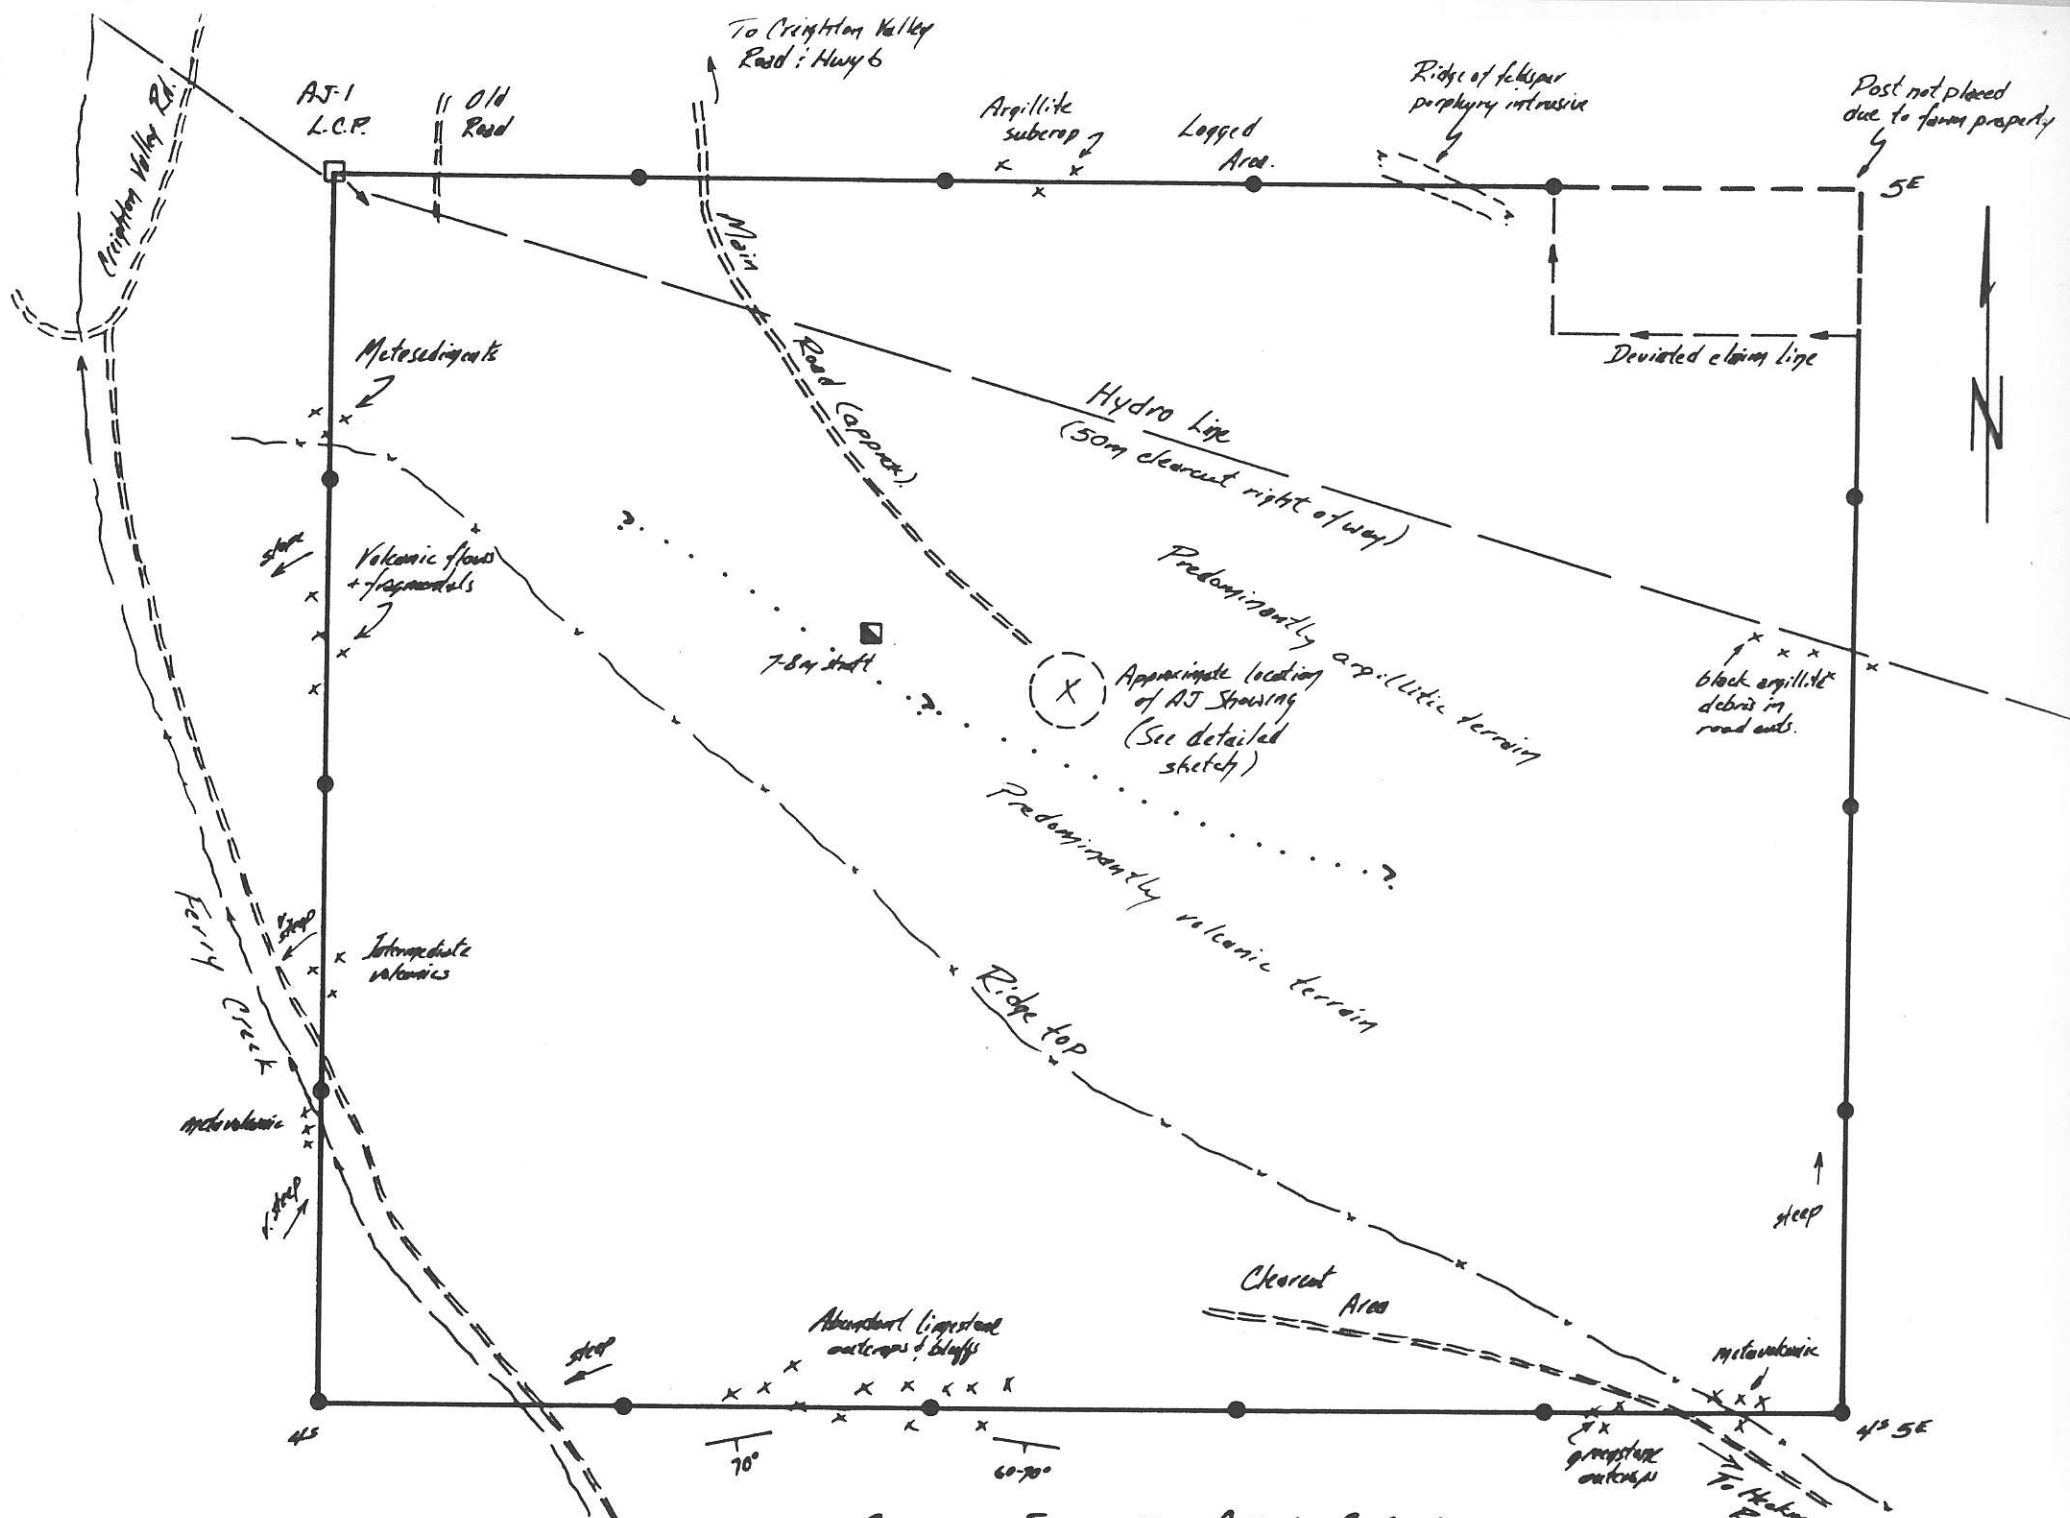 To Creighton Valley
Road & Hwy 6
AJ-1
L.C.P.
Old
Road
Argillite
subcrop
Logged
Area.
Ridge of feldspar
porphyry intrusive
Post not placed
due to farm property
5E
Creighton Valley Rd.
Main
Road (approx.)
Metasediments
Deviated claim line
N
Hydro Line
(50m clearcut right of way)
slope
Volcanic flows
+ fragmentals
?
7-8 m shaft
?
Predominantly argillitic terrain
Approximate location
of AJ Showing
(See detailed
sketch)
X
black argillite
debris in
road cuts.
Predominantly volcanic terrain
?
Ferry Creek
v. steep
Intermediate
volcanics
Ridge top
metavolcanic
v. steep
steep
Clearcut
Area
Abundant limestone
outcrops & bluffs
steep
metavolcanic
4S
70°
60-70°
greenstone
outcrops
4S 5E
To